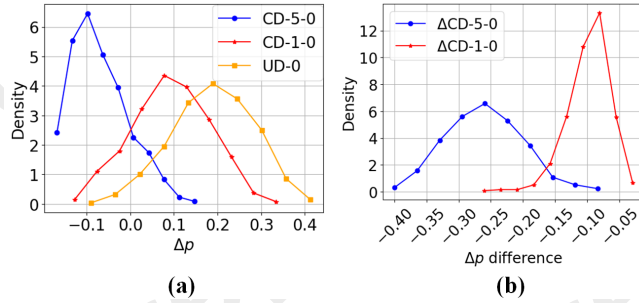 CD-5-0
CD-1-0
UD-0
6
5
4
3
2
1
0
Density
−0.1 0.0 0.1 0.2 0.3 0.4
Δp
(a)
ΔCD-5-0
ΔCD-1-0
12
10
8
6
4
2
0
Density
−0.40 −0.35 −0.30 −0.25 −0.20 −0.15 −0.10 −0.05
Δp difference
(b)